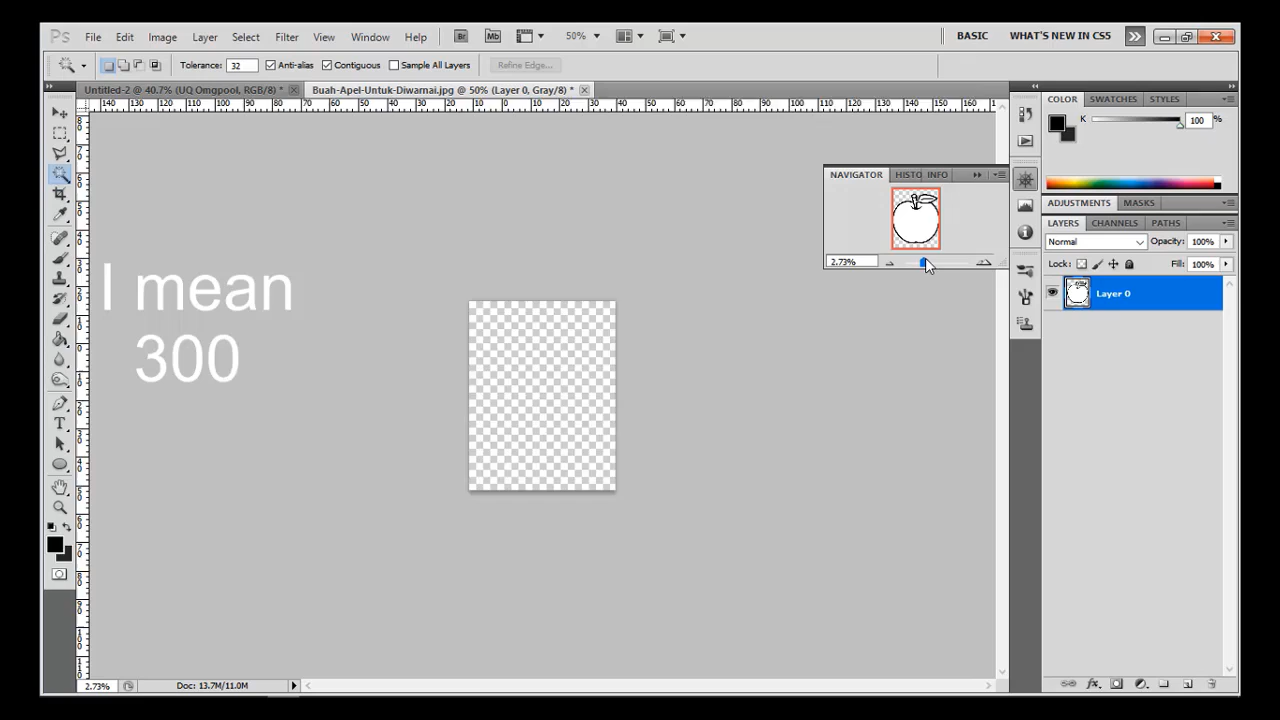 Ps File Edit Image Layer Select Filter View Window Help Br Mb 50% BASIC WHAT'S NEW IN CS5
Tolerance: 32 Anti-alias Contiguous Sample All Layers Refine Edge...
Untitled-2 @ 40.7% (UQ Omgpool, RGB/8) * Buah-Apel-Untuk-Diwarnai.jpg @ 50% (Layer 0, Gray/8) *
COLOR SWATCHES STYLES
K 100 %
NAVIGATOR HISTO INFO
2.73%
ADJUSTMENTS MASKS
LAYERS CHANNELS PATHS
Normal Opacity: 100%
Lock: Fill: 100%
Layer 0
I mean
300
2.73% Doc: 13.7M/11.0M